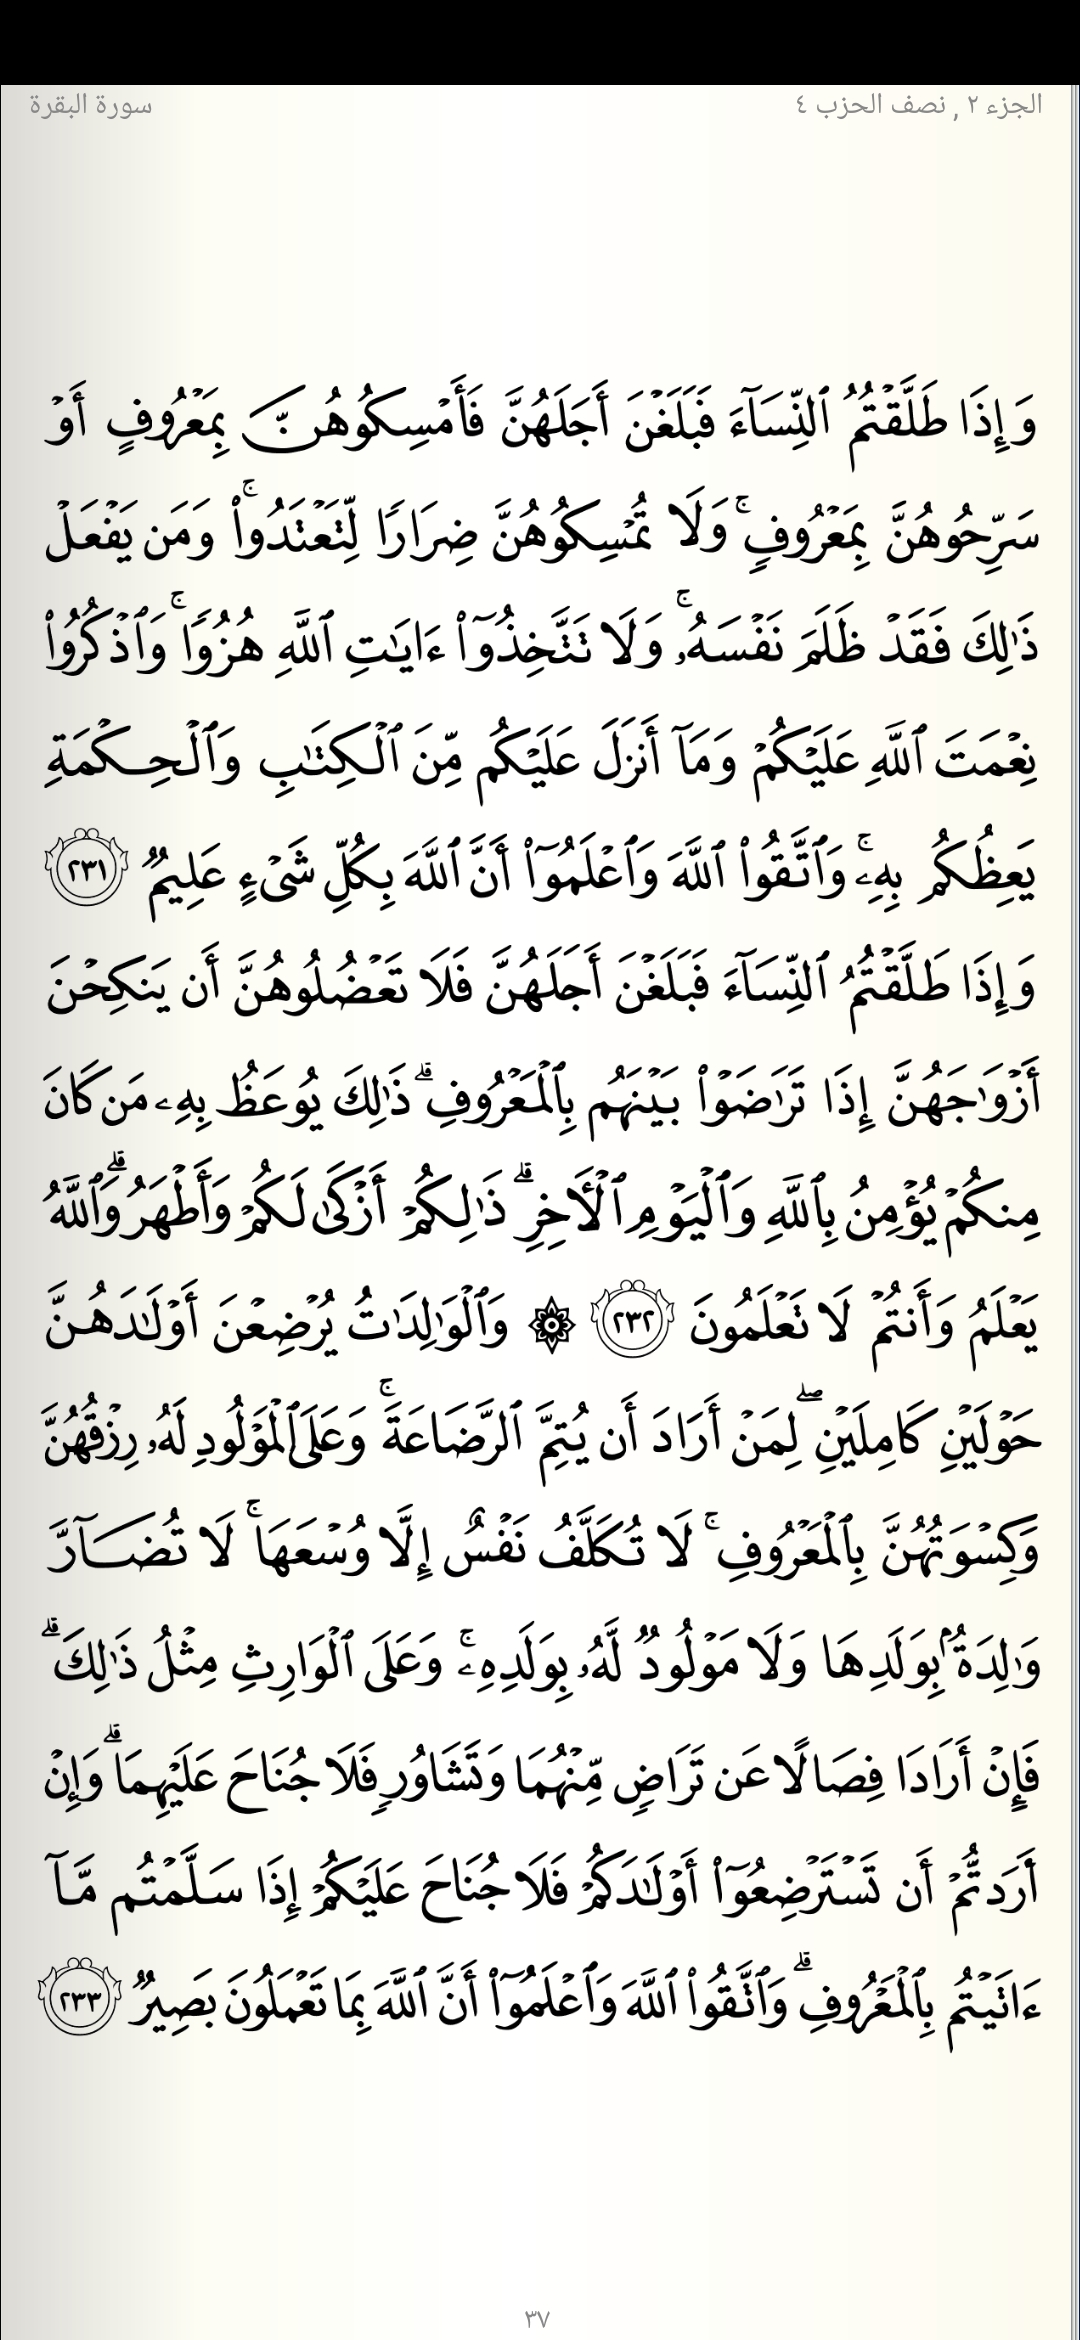 الجزء ٢ , نصف الحزب ٤
سورة البقرة
وَإِذَا طَلَّقۡتُمُ ٱلنِّسَآءَ فَبَلَغۡنَ أَجَلَهُنَّ فَأَمۡسِكُوهُنَّ بِمَعۡرُوفٍ أَوۡ
سَرِّحُوهُنَّ بِمَعۡرُوفٖۚ وَلَا تُمۡسِكُوهُنَّ ضِرَارٗا لِّتَعۡتَدُواْۚ وَمَن يَفۡعَلۡ
ذَٰلِكَ فَقَدۡ ظَلَمَ نَفۡسَهُۥۚ وَلَا تَتَّخِذُوٓاْ ءَايَٰتِ ٱللَّهِ هُزُوٗاۚ وَٱذۡكُرُواْ
نِعۡمَتَ ٱللَّهِ عَلَيۡكُمۡ وَمَآ أَنزَلَ عَلَيۡكُم مِّنَ ٱلۡكِتَٰبِ وَٱلۡحِكۡمَةِ
يَعِظُكُم بِهِۦۚ وَٱتَّقُواْ ٱللَّهَ وَٱعۡلَمُوٓاْ أَنَّ ٱللَّهَ بِكُلِّ شَيۡءٍ عَلِيمٞ ٢٣١
وَإِذَا طَلَّقۡتُمُ ٱلنِّسَآءَ فَبَلَغۡنَ أَجَلَهُنَّ فَلَا تَعۡضُلُوهُنَّ أَن يَنكِحۡنَ
أَزۡوَٰجَهُنَّ إِذَا تَرَٰضَوۡاْ بَيۡنَهُم بِٱلۡمَعۡرُوفِۗ ذَٰلِكَ يُوعَظُ بِهِۦ مَن كَانَ
مِنكُمۡ يُؤۡمِنُ بِٱللَّهِ وَٱلۡيَوۡمِ ٱلۡأٓخِرِۗ ذَٰلِكُمۡ أَزۡكَىٰ لَكُمۡ وَأَطۡهَرُۗ وَٱللَّهُ
يَعۡلَمُ وَأَنتُمۡ لَا تَعۡلَمُونَ ٢٣٢ ۞ وَٱلۡوَٰلِدَٰتُ يُرۡضِعۡنَ أَوۡلَٰدَهُنَّ
حَوۡلَيۡنِ كَامِلَيۡنِۖ لِمَنۡ أَرَادَ أَن يُتِمَّ ٱلرَّضَاعَةَۚ وَعَلَى ٱلۡمَوۡلُودِ لَهُۥ رِزۡقُهُنَّ
وَكِسۡوَتُهُنَّ بِٱلۡمَعۡرُوفِۚ لَا تُكَلَّفُ نَفۡسٌ إِلَّا وُسۡعَهَاۚ لَا تُضَآرَّ
وَٰلِدَةُۢ بِوَلَدِهَا وَلَا مَوۡلُودٞ لَّهُۥ بِوَلَدِهِۦۚ وَعَلَى ٱلۡوَارِثِ مِثۡلُ ذَٰلِكَۗ
فَإِنۡ أَرَادَا فِصَالًا عَن تَرَاضٖ مِّنۡهُمَا وَتَشَاوُرٖ فَلَا جُنَاحَ عَلَيۡهِمَاۗ وَإِنۡ
أَرَدتُّمۡ أَن تَسۡتَرۡضِعُوٓاْ أَوۡلَٰدَكُمۡ فَلَا جُنَاحَ عَلَيۡكُمۡ إِذَا سَلَّمۡتُم مَّآ
ءَاتَيۡتُم بِٱلۡمَعۡرُوفِۗ وَٱتَّقُواْ ٱللَّهَ وَٱعۡلَمُوٓاْ أَنَّ ٱللَّهَ بِمَا تَعۡمَلُونَ بَصِيرٞ ٢٣٣
٣٧